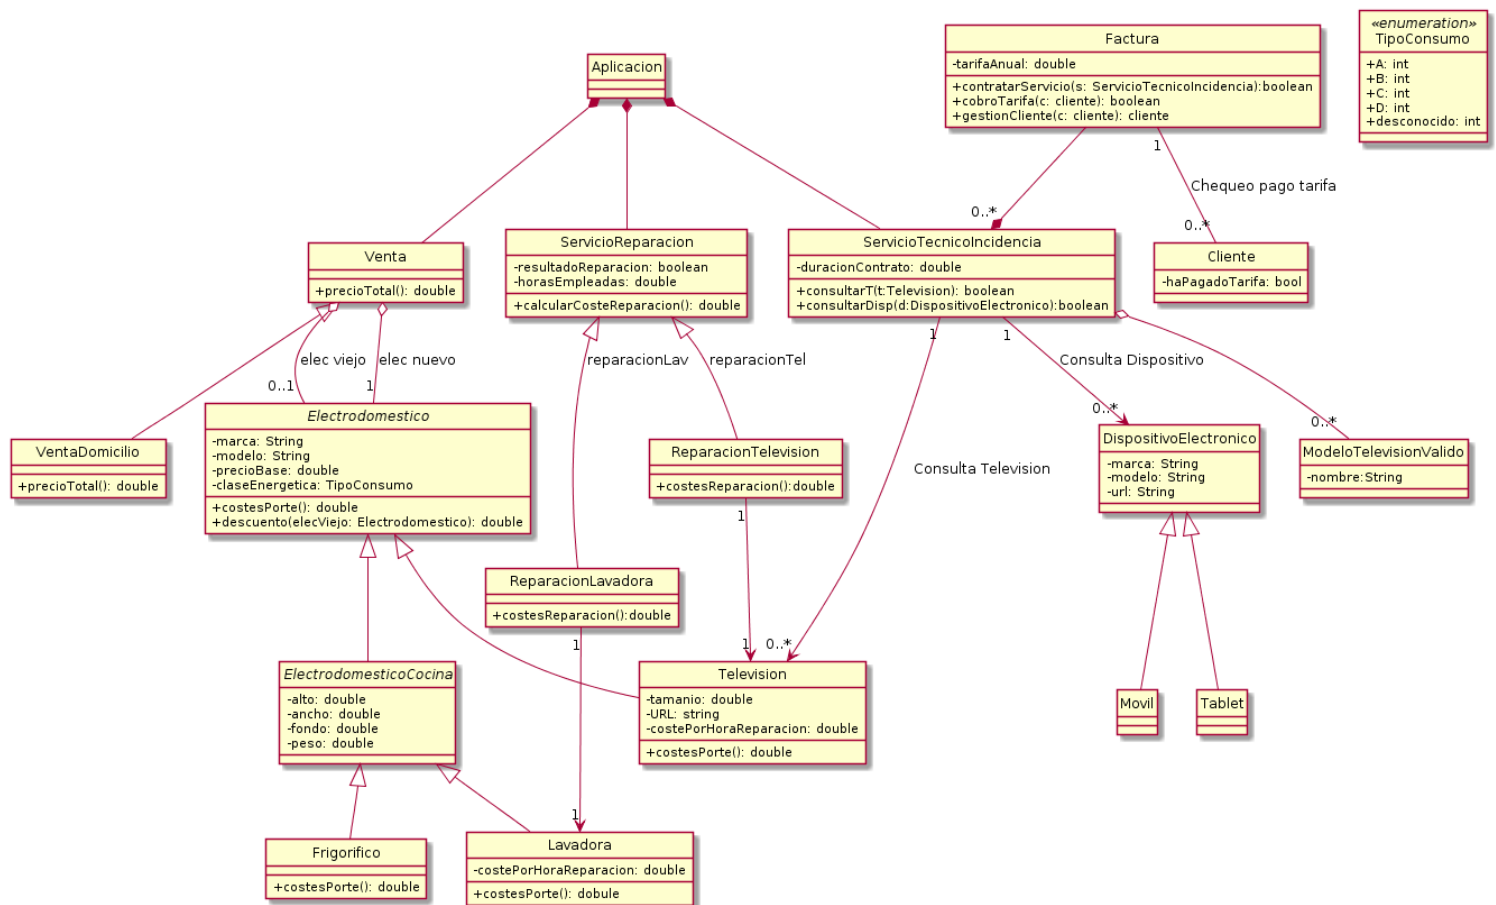 «enumeration»
TipoConsumo
+A: int
+B: int
+C: int
+D: int
+desconocido: int
Factura
-tarifaAnual: double
+contratarServicio(s: ServicioTecnicoIncidencia):boolean
+cobroTarifa(c: cliente): boolean
+gestionCliente(c: cliente): cliente
Aplicacion
1
Chequeo pago tarifa
0..*
0..*
Venta
+precioTotal(): double
ServicioReparacion
-resultadoReparacion: boolean
-horasEmpleadas: double
+calcularCosteReparacion(): double
ServicioTecnicoIncidencia
-duracionContrato: double
+consultarT(t:Television): boolean
+consultarDisp(d:DispositivoElectronico):boolean
Cliente
-haPagadoTarifa: bool
elec viejo
elec nuevo
0..1
1
reparacionLav
reparacionTel
1
1
Consulta Dispositivo
0..*
0..*
VentaDomicilio
+precioTotal(): double
Electrodomestico
-marca: String
-modelo: String
-precioBase: double
-claseEnergetica: TipoConsumo
+costesPorte(): double
+descuento(elecViejo: Electrodomestico): double
ReparacionTelevision
+costesReparacion():double
Consulta Television
DispositivoElectronico
-marca: String
-modelo: String
-url: String
ModeloTelevisionValido
-nombre:String
1
ReparacionLavadora
+costesReparacion():double
1
1
0..*
ElectrodomesticoCocina
-alto: double
-ancho: double
-fondo: double
-peso: double
Television
-tamanio: double
-URL: string
-costePorHoraReparacion: double
+costesPorte(): double
Movil
Tablet
1
Frigorifico
+costesPorte(): double
Lavadora
-costePorHoraReparacion: double
+costesPorte(): dobule